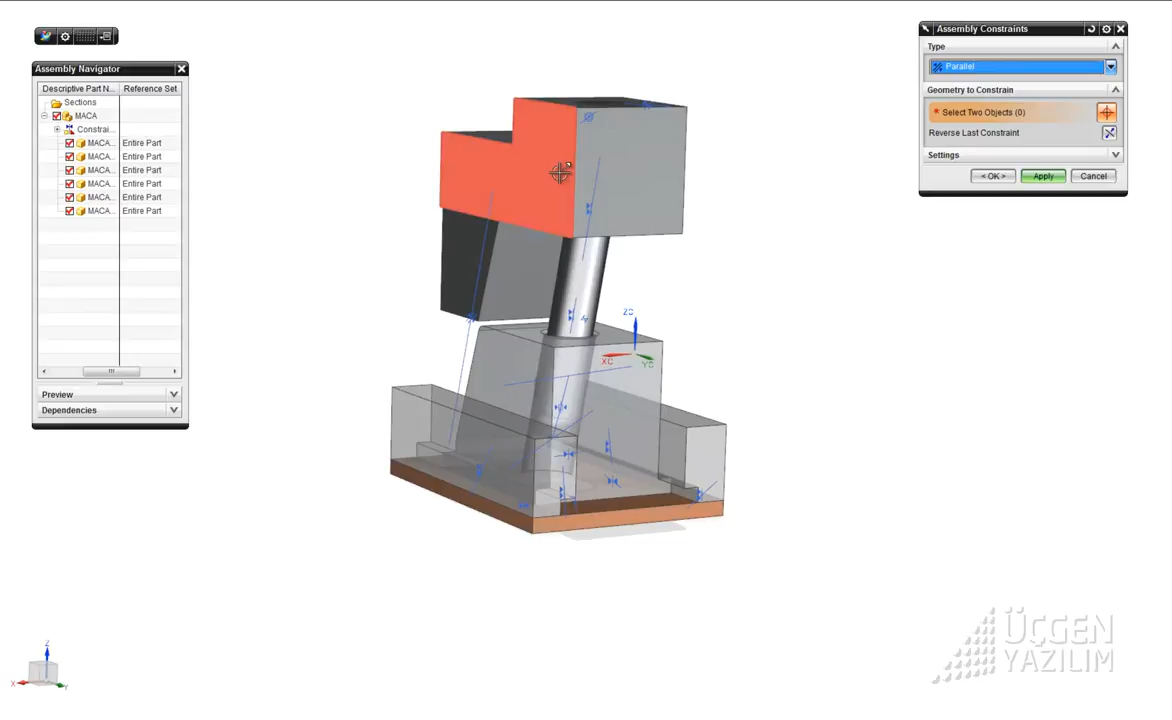 Assembly Navigator
Descriptive Part N... Reference Set
Sections
MACA
Constrai...
MACA... Entire Part
MACA... Entire Part
MACA... Entire Part
MACA... Entire Part
MACA... Entire Part
MACA... Entire Part
Preview
Dependencies
Assembly Constraints
Type
Parallel
Geometry to Constrain
* Select Two Objects (0)
Reverse Last Constraint
Settings
< OK > Apply Cancel
ZC
XC
YC
Z
X
Y
ÜÇGEN
YAZILIM